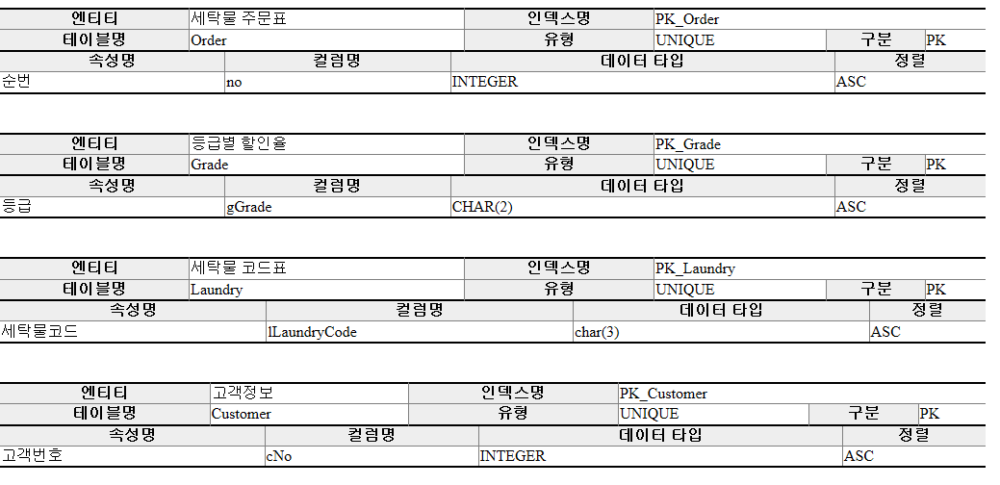 엔티티 세탁물 주문표 인덱스명 PK_Order
테이블명 Order 유형 UNIQUE 구분 PK
속성명 컬럼명 데이터 타입 정렬
순번 no INTEGER ASC
엔티티 등급별 할인율 인덱스명 PK_Grade
테이블명 Grade 유형 UNIQUE 구분 PK
속성명 컬럼명 데이터 타입 정렬
등급 gGrade CHAR(2) ASC
엔티티 세탁물 코드표 인덱스명 PK_Laundry
테이블명 Laundry 유형 UNIQUE 구분 PK
속성명 컬럼명 데이터 타입 정렬
세탁물코드 lLaundryCode char(3) ASC
엔티티 고객정보 인덱스명 PK_Customer
테이블명 Customer 유형 UNIQUE 구분 PK
속성명 컬럼명 데이터 타입 정렬
고객번호 cNo INTEGER ASC